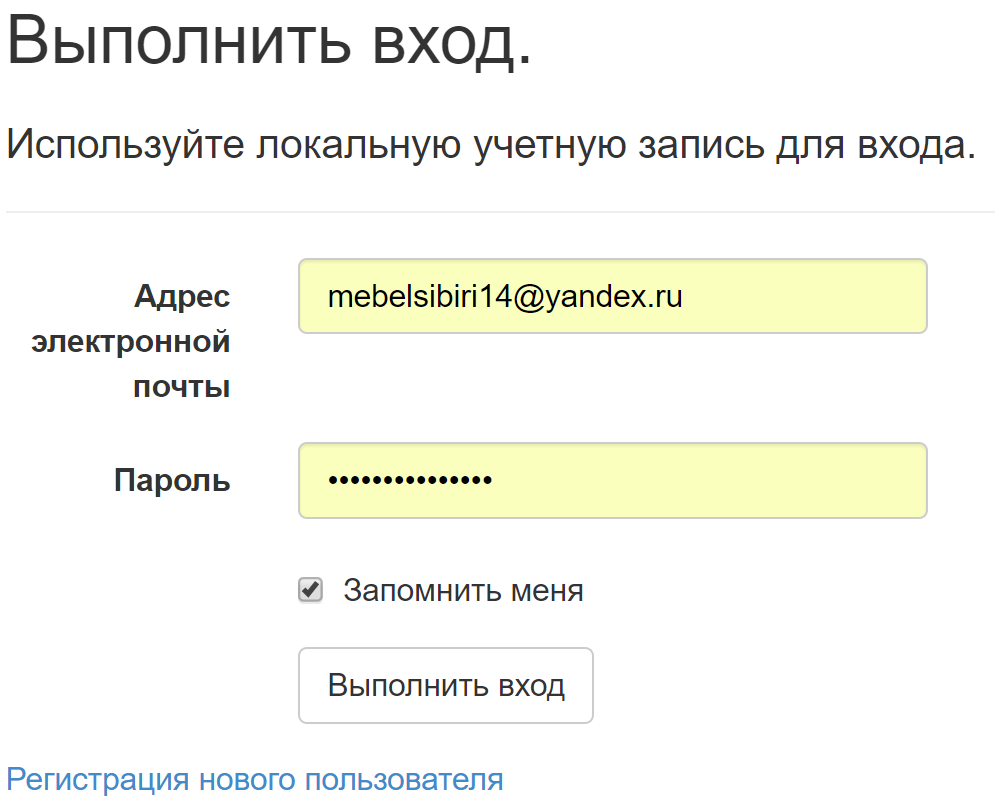 Выполнить вход.
Используйте локальную учетную запись для входа.
Адрес
электронной
почты
mebelsibiri14@yandex.ru
Пароль
•••••••••••••••
Запомнить меня
Выполнить вход
Регистрация нового пользователя